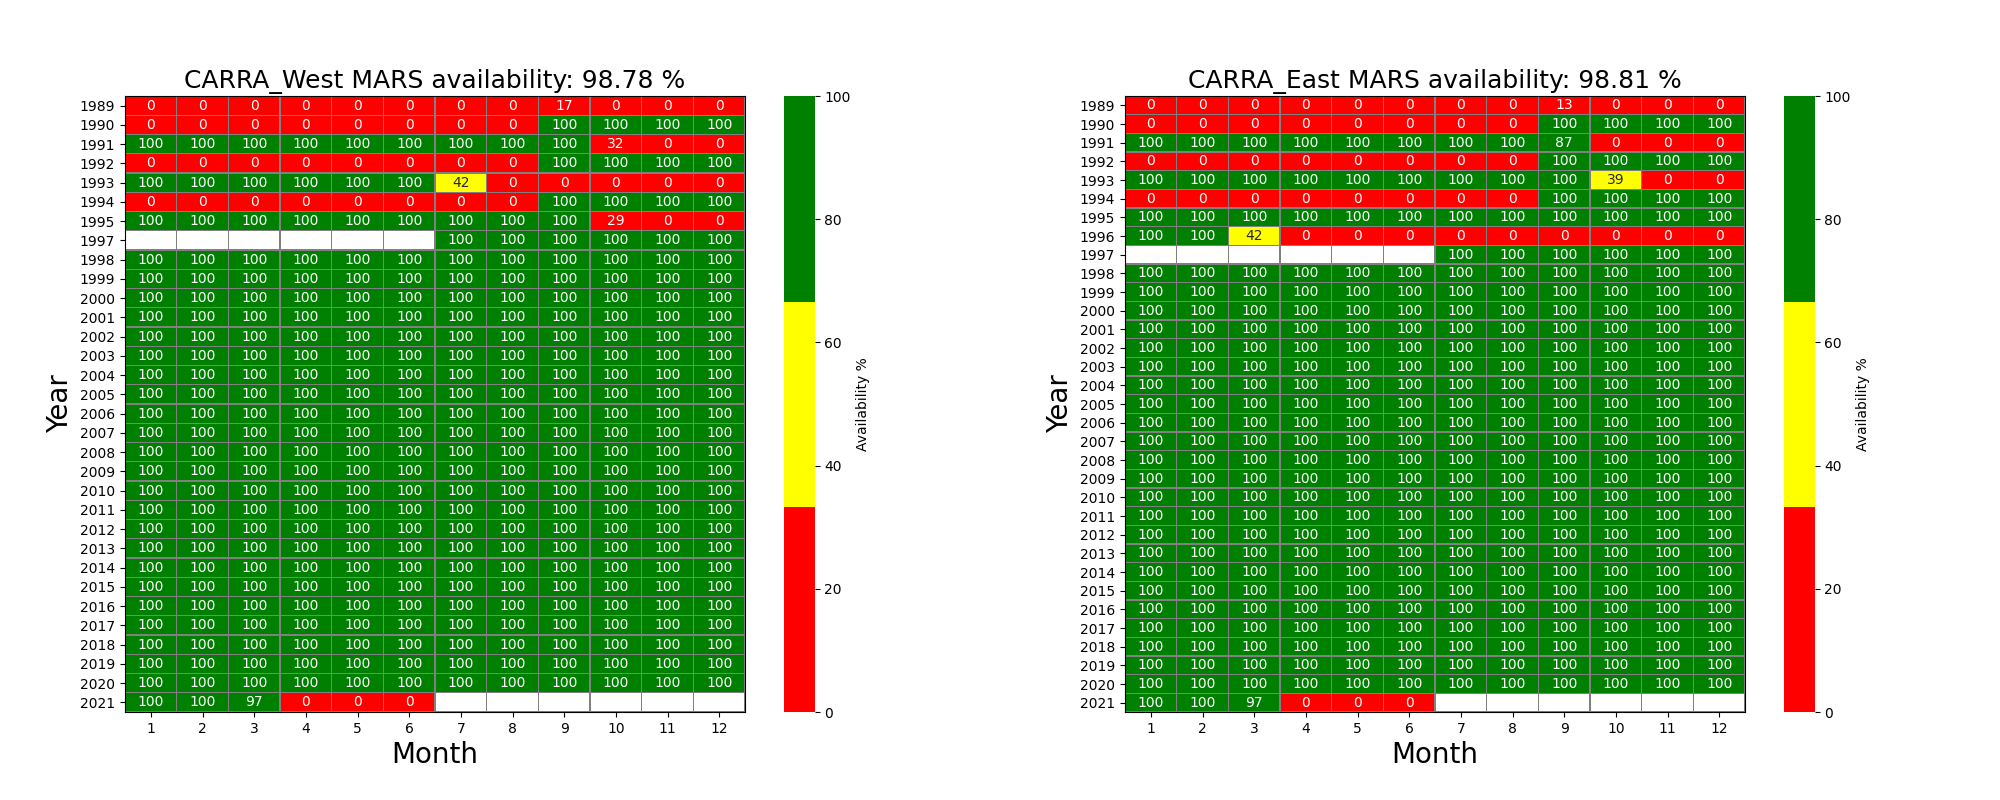 CARRA_West MARS availability: 98.78 %
1989 0 0 0 0 0 0 0 0 17 0 0 0
1990 0 0 0 0 0 0 0 0 100 100 100 100
1991 100 100 100 100 100 100 100 100 100 32 0 0
1992 0 0 0 0 0 0 0 0 100 100 100 100
1993 100 100 100 100 100 100 42 0 0 0 0 0
1994 0 0 0 0 0 0 0 0 100 100 100 100
1995 100 100 100 100 100 100 100 100 100 29 0 0
1997 100 100 100 100 100 100
1998 100 100 100 100 100 100 100 100 100 100 100 100
1999 100 100 100 100 100 100 100 100 100 100 100 100
2000 100 100 100 100 100 100 100 100 100 100 100 100
2001 100 100 100 100 100 100 100 100 100 100 100 100
2002 100 100 100 100 100 100 100 100 100 100 100 100
2003 100 100 100 100 100 100 100 100 100 100 100 100
2004 100 100 100 100 100 100 100 100 100 100 100 100
2005 100 100 100 100 100 100 100 100 100 100 100 100
2006 100 100 100 100 100 100 100 100 100 100 100 100
2007 100 100 100 100 100 100 100 100 100 100 100 100
2008 100 100 100 100 100 100 100 100 100 100 100 100
2009 100 100 100 100 100 100 100 100 100 100 100 100
2010 100 100 100 100 100 100 100 100 100 100 100 100
2011 100 100 100 100 100 100 100 100 100 100 100 100
2012 100 100 100 100 100 100 100 100 100 100 100 100
2013 100 100 100 100 100 100 100 100 100 100 100 100
2014 100 100 100 100 100 100 100 100 100 100 100 100
2015 100 100 100 100 100 100 100 100 100 100 100 100
2016 100 100 100 100 100 100 100 100 100 100 100 100
2017 100 100 100 100 100 100 100 100 100 100 100 100
2018 100 100 100 100 100 100 100 100 100 100 100 100
2019 100 100 100 100 100 100 100 100 100 100 100 100
2020 100 100 100 100 100 100 100 100 100 100 100 100
2021 100 100 97 0 0 0
1 2 3 4 5 6 7 8 9 10 11 12
Month
Year
100
80
60
40
20
0
Availability %
CARRA_East MARS availability: 98.81 %
1989 0 0 0 0 0 0 0 0 13 0 0 0
1990 0 0 0 0 0 0 0 0 100 100 100 100
1991 100 100 100 100 100 100 100 100 87 0 0 0
1992 0 0 0 0 0 0 0 0 100 100 100 100
1993 100 100 100 100 100 100 100 100 100 39 0 0
1994 0 0 0 0 0 0 0 0 100 100 100 100
1995 100 100 100 100 100 100 100 100 100 100 100 100
1996 100 100 42 0 0 0 0 0 0 0 0 0
1997 100 100 100 100 100 100
1998 100 100 100 100 100 100 100 100 100 100 100 100
1999 100 100 100 100 100 100 100 100 100 100 100 100
2000 100 100 100 100 100 100 100 100 100 100 100 100
2001 100 100 100 100 100 100 100 100 100 100 100 100
2002 100 100 100 100 100 100 100 100 100 100 100 100
2003 100 100 100 100 100 100 100 100 100 100 100 100
2004 100 100 100 100 100 100 100 100 100 100 100 100
2005 100 100 100 100 100 100 100 100 100 100 100 100
2006 100 100 100 100 100 100 100 100 100 100 100 100
2007 100 100 100 100 100 100 100 100 100 100 100 100
2008 100 100 100 100 100 100 100 100 100 100 100 100
2009 100 100 100 100 100 100 100 100 100 100 100 100
2010 100 100 100 100 100 100 100 100 100 100 100 100
2011 100 100 100 100 100 100 100 100 100 100 100 100
2012 100 100 100 100 100 100 100 100 100 100 100 100
2013 100 100 100 100 100 100 100 100 100 100 100 100
2014 100 100 100 100 100 100 100 100 100 100 100 100
2015 100 100 100 100 100 100 100 100 100 100 100 100
2016 100 100 100 100 100 100 100 100 100 100 100 100
2017 100 100 100 100 100 100 100 100 100 100 100 100
2018 100 100 100 100 100 100 100 100 100 100 100 100
2019 100 100 100 100 100 100 100 100 100 100 100 100
2020 100 100 100 100 100 100 100 100 100 100 100 100
2021 100 100 97 0 0 0
1 2 3 4 5 6 7 8 9 10 11 12
Month
Year
100
80
60
40
20
0
Availability %